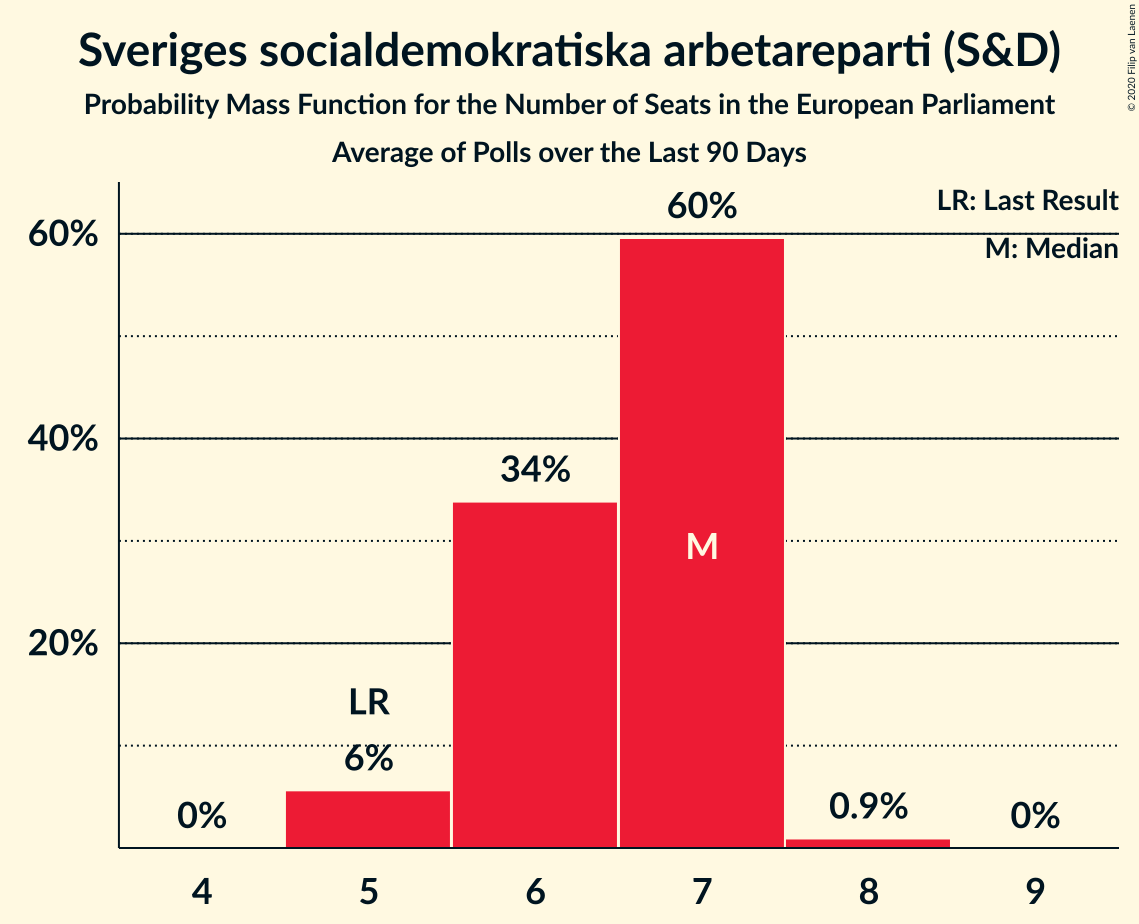 Sveriges socialdemokratiska arbetareparti (S&D)
Probability Mass Function for the Number of Seats in the European Parliament
Average of Polls over the Last 90 Days
© 2020 Filip van Laenen
LR: Last Result
M: Median
60%
40%
20%
0%
LR
6%
34%
60%
M
0.9%
0%
4 5 6 7 8 9